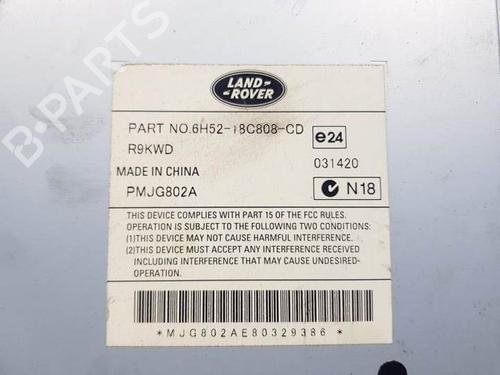 LAND-
-ROVER
PART NO.6H52-18C808-CD
e24
R9KWD
031420
MADE IN CHINA
PMJG802A
N18
THIS DEVICE COMPLIES WITH PART 15 OF THE FCC RULES.
OPERATION IS SUBJECT TO THE FOLLOWING TWO CONDITIONS:
(1)THIS DEVICE MAY NOT CAUSE HARMFUL INTERFERENCE.
(2)THIS DEVICE MUST ACCEPT ANY INTERFERENCE RECEIVED
INCLUDING INTERFERENCE THAT MAY CAUSE UNDESIRED-
OPERATION.
*MJG802AE80329386*
B-PARTS